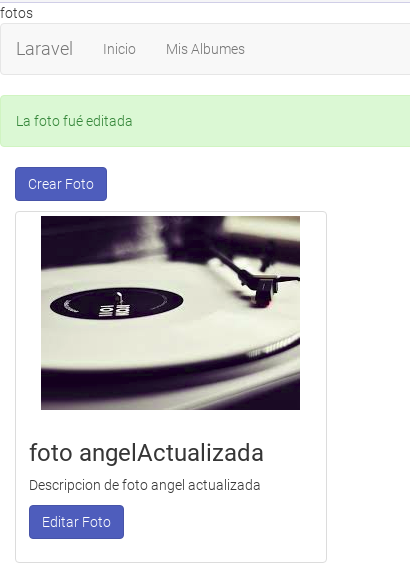 fotos
Laravel Inicio Mis Albumes
La foto fué editada
Crear Foto
foto angelActualizada
Descripcion de foto angel actualizada
Editar Foto